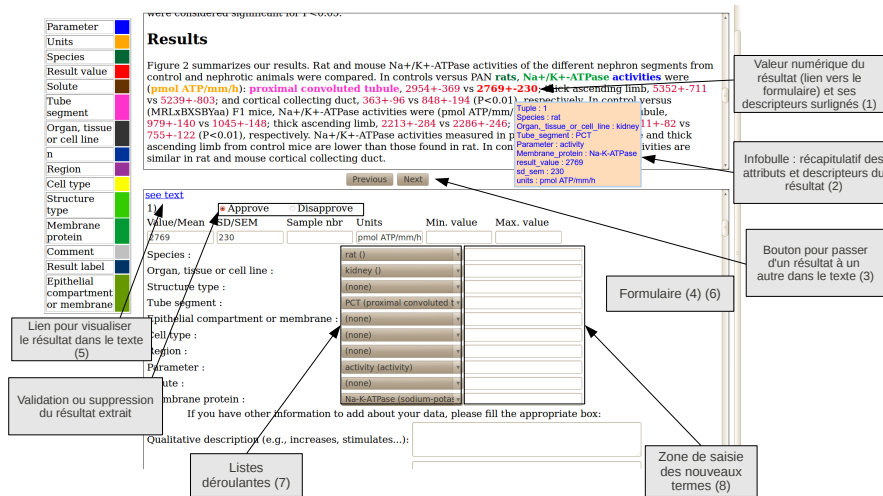 were considered significant for P<0.05.
Results
Figure 2 summarizes our results. Rat and mouse Na+/K+-ATPase activities of the different nephron segments from
control and nephrotic animals were compared. In controls versus PAN rats, Na+/K+-ATPase activities were
(pmol ATP/mm/h): proximal convoluted tubule, 2954+-369 vs 2769+-230; thick ascending limb, 5352+-711
vs 5239+-803; and cortical collecting duct, 363+-96 vs 848+-194 (P<0.01), respectively. In control versus
(MRLxBXSBYaa) F1 mice, Na+/K+-ATPase activities were (pmol ATP/mm/
tubule,
979+-140 vs 1045+-148; thick ascending limb, 2213+-284 vs 2286+-246; 11+-82 vs
755+-122 (P<0.01), respectively. Na+/K+-ATPase activities measured in p e and thick
ascending limb from control mice are lower than those found in rat. In con ivities are
similar in rat and mouse cortical collecting duct.
Tuple : 1
Species : rat
Organ_tissue_or_cell_line : kidney
Tube_segment : PCT
Parameter : activity
Membrane_protein : Na-K-ATPase
result_value : 2769
sd_sem : 230
units : pmol ATP/mm/h
Parameter
Units
Species
Result value
Solute
Tube
segment
Organ, tissue
or cell line
n
Region
Cell type
Structure
type
Membrane
protein
Comment
Result label
Epithelial
compartment
or membrane
Previous Next
see text
1) Approve Disapprove
Value/Mean SD/SEM Sample nbr Units Min. value Max. value
2769 230 pmol ATP/mm/h
Species : rat ()
Organ, tissue or cell line : kidney ()
Structure type : (none)
Tube segment : PCT (proximal convoluted t
Epithelial compartment or membrane : (none)
Cell type : (none)
Region : (none)
Parameter : activity (activity)
lute : (none)
mbrane protein : Na-K-ATPase (sodium-potas
If you have other information to add about your data, please fill the appropriate box:
Qualitative description (e.g., increases, stimulates...):
Valeur numérique du
résultat (lien vers le
formulaire) et ses
descripteurs surlignés (1)
Infobulle : récapitulatif des
attributs et descripteurs du
résultat (2)
Bouton pour passer
d'un résultat à un
autre dans le texte (3)
Formulaire (4) (6)
Lien pour visualiser
le résultat dans le texte
(5)
Validation ou suppression
du résultat extrait
Listes
déroulantes (7)
Zone de saisie
des nouveaux
termes (8)